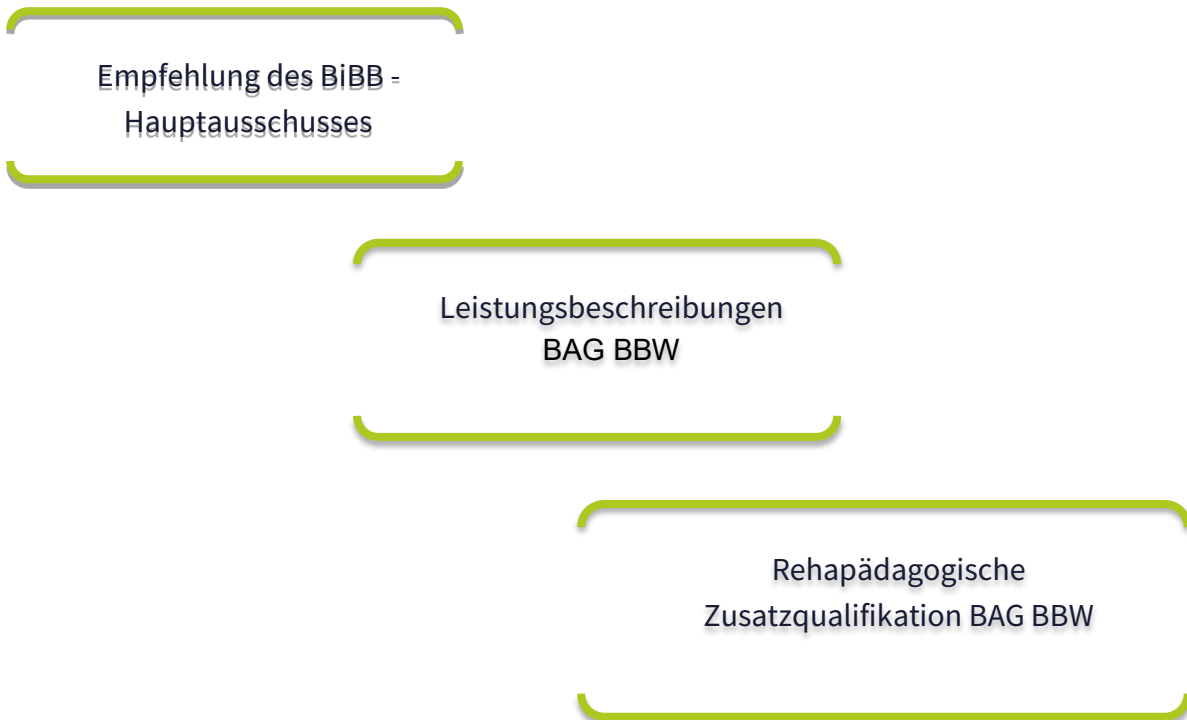 Empfehlung des BiBB -
Hauptausschusses
Leistungsbeschreibungen
BAG BBW
Rehapädagogische
Zusatzqualifikation BAG BBW